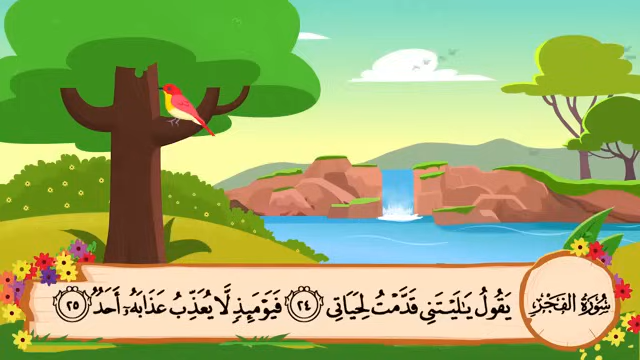 سُورَةُ الفَجْرِ
يَقُولُ يَـٰلَيْتَنِى قَدَّمْتُ لِحَيَاتِى ٢٤ فَيَوْمَئِذٍ لَّا يُعَذِّبُ عَذَابَهُۥٓ أَحَدٌ ٢٥